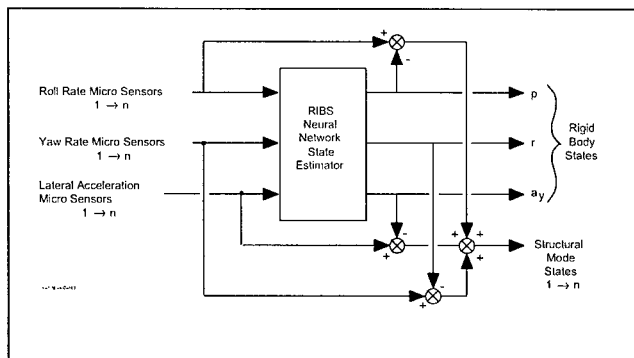 Roll Rate Micro Sensors
1 → n
Yaw Rate Micro Sensors
1 → n
Lateral Acceleration
Micro Sensors
1 → n
RIBS
Neural
Network
State
Estimator
+
-
p
r
a y
Rigid
Body
States
-
+
+
+
+
-
+
Structural
Mode
States
1 → n